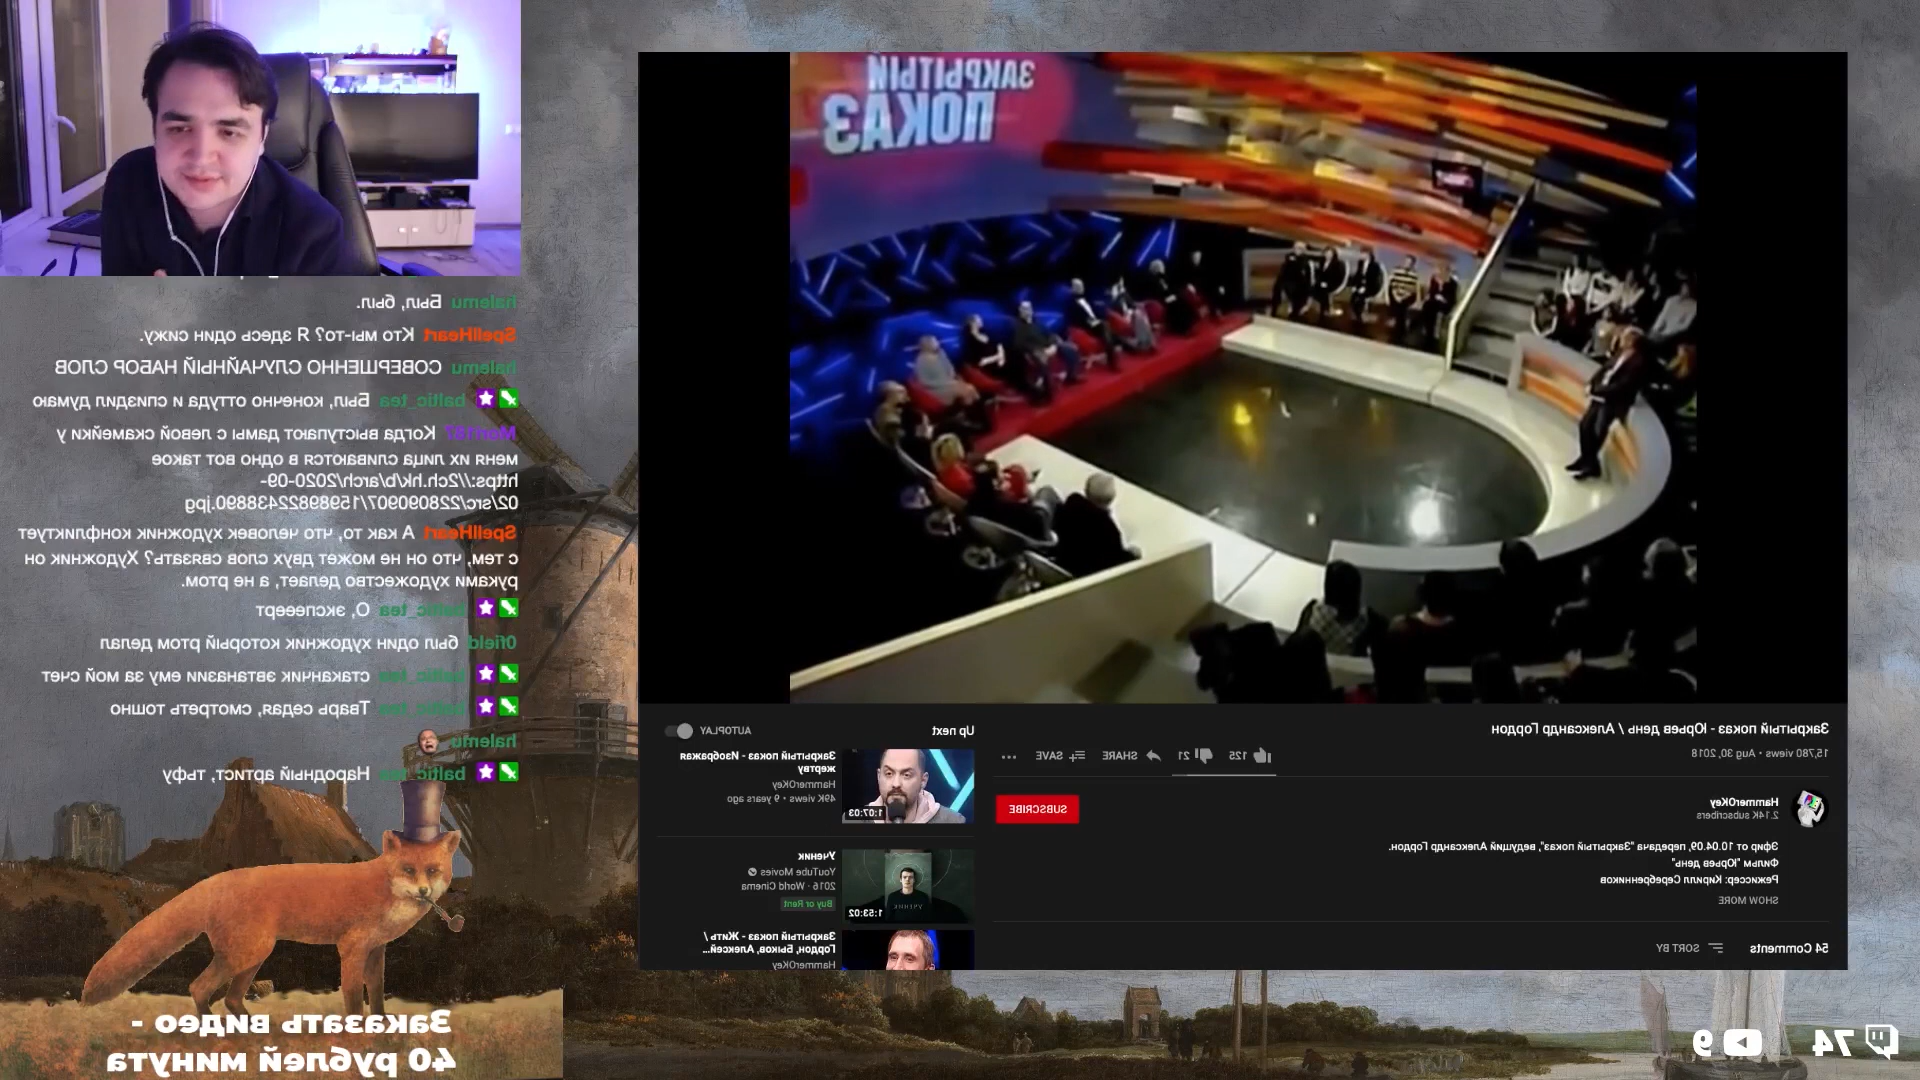 ЗАКРЫТЫЙ
ПОКАЗ
halemu Был, был.
SpellHeart Кто мы-то? Я здесь один сижу.
halemu СОВЕРШЕННО СЛУЧАЙНЫЙ НАБОР СЛОВ
baltic_tea Был, конечно оттуда и спиздил думаю
Когда выступают дамы с левой скамейки у
меня их лица сливаются в одно вот такое
https://2ch.hk/b/arch/2020-09-
02/src/228090907/15989822438890.jpg
SpellHeart А как то, что человек художник конфликтует
с тем, что он не может двух слов связать? Художник он
руками художество делает, а не ртом.
baltic_tea О, экспеееерт
0field был один художник который ртом делал
baltic_tea стаканчик эвтаназии ему за мой счет
baltic_tea Тварь седая, смотреть тошно
halemu
baltic_tea Народный артист, тьфу
Заказать видео -
40 рублей минута
Закрытый показ - Юрьев день / Александр Гордон
15,780 views • Aug 30, 2018
125 21 SHARE SAVE ...
HammerOKey
2.14K subscribers
SUBSCRIBE
Эфир от 10.04.09, передача "Закрытый показ", ведущий Александр Гордон.
Фильм "Юрьев день"
Режиссер: Кирилл Серебренников
SHOW MORE
54 Comments SORT BY
Up next AUTOPLAY
Закрытый показ - Изображая
жертву
HammerOKey
49K views • 9 years ago
1:07:03
Ученик
YouTube Movies
2016 · World Cinema
Buy or Rent
1:53:02
УЧЕНИК
Закрытый показ - Жить /
Гордон, Быков, Алексей...
HammerOKey
74 9